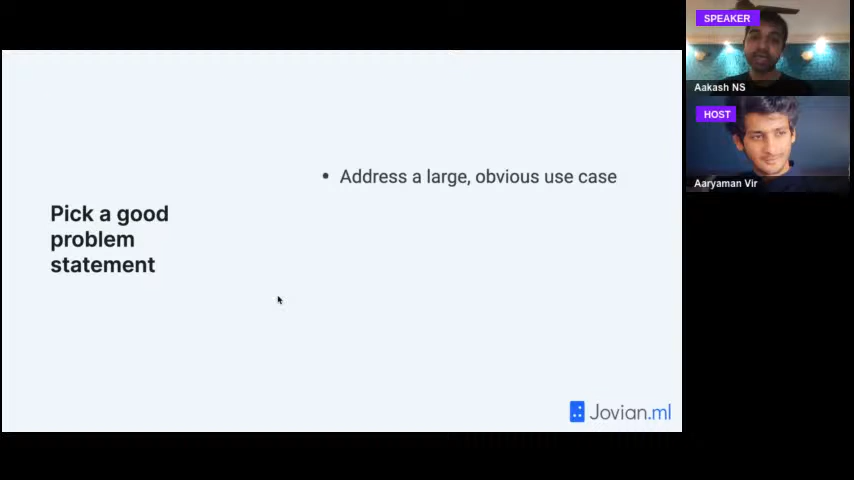 SPEAKER
Aakash NS
HOST
Aaryaman Vir
• Address a large, obvious use case
Pick a good
problem
statement
Jovian.ml